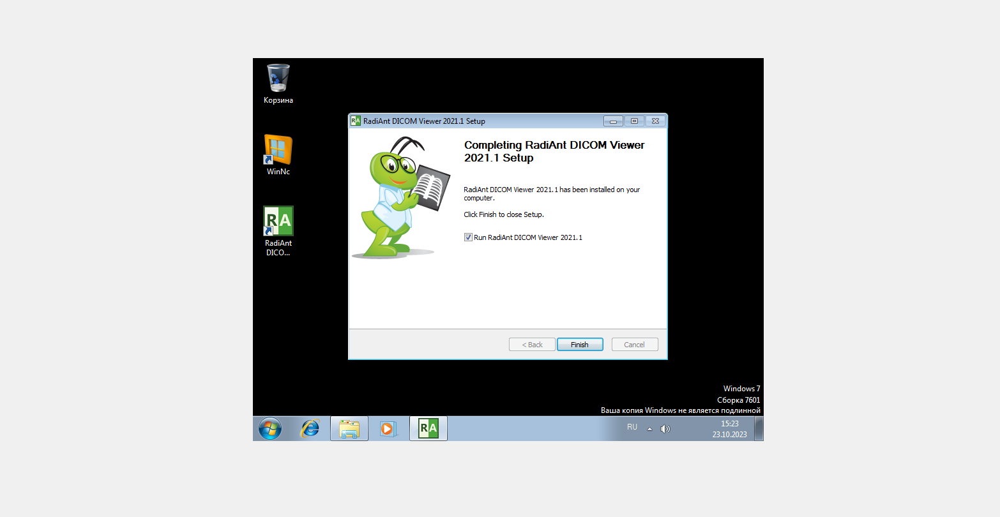 Корзина
WinNc
RA
RadiAnt
DICO...
RA RadiAnt DICOM Viewer 2021.1 Setup
Completing RadiAnt DICOM Viewer
2021.1 Setup
RadiAnt DICOM Viewer 2021.1 has been installed on your
computer.
Click Finish to close Setup.
Run RadiAnt DICOM Viewer 2021.1
< Back Finish Cancel
Windows 7
Сборка 7601
Ваша копия Windows не является подлинной
RA
RU
15:23
23.10.2023